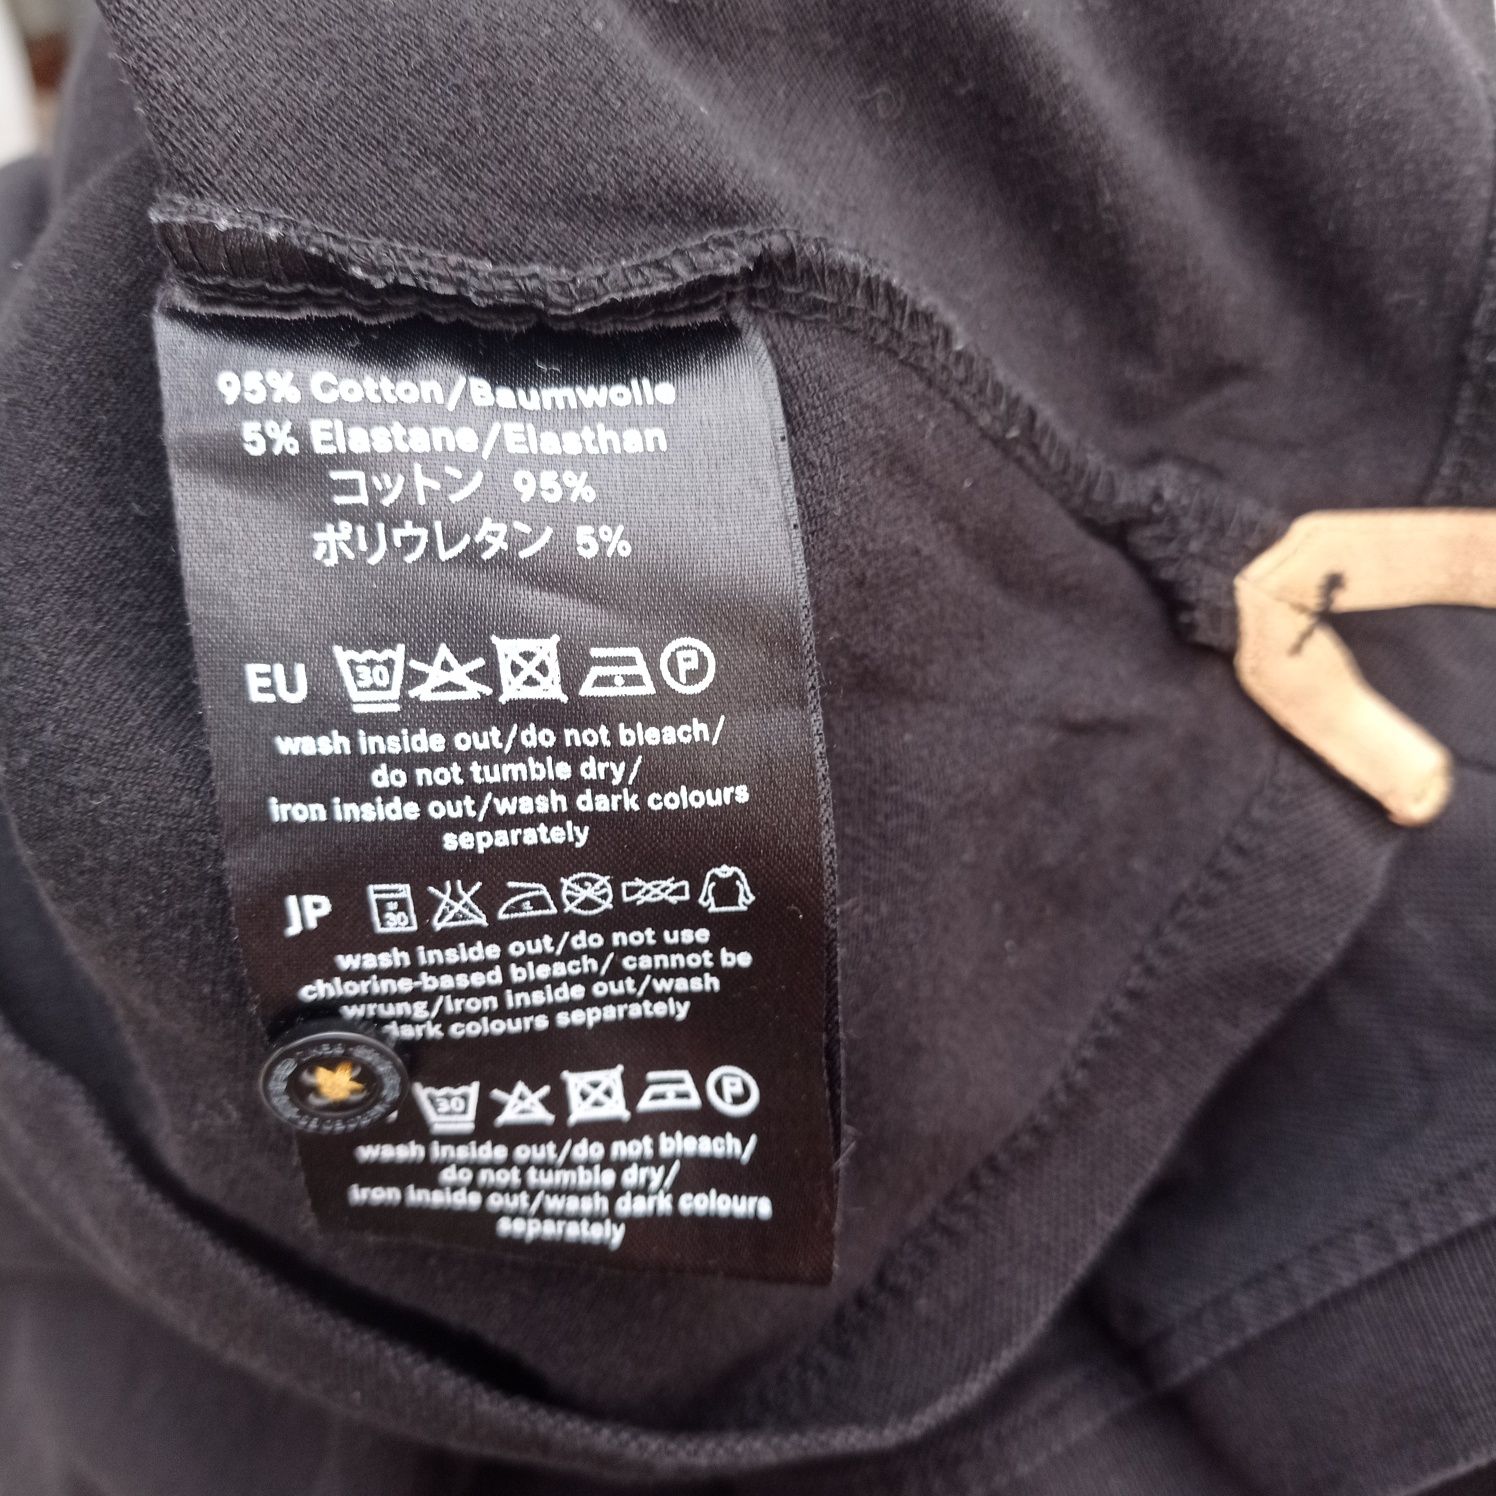 95% Cotton/Baumwolle
5% Elastane/Elasthan
コットン 95%
ポリウレタン 5%
EU 30 P
wash inside out/do not bleach/
do not tumble dry/
iron inside out/wash dark colours
separately
JP 30
wash inside out/do not use
chlorine-based bleach/ cannot be
wrung/iron inside out/wash
dark colours separately
30 P
wash inside out/do not bleach/
do not tumble dry/
iron inside out/wash dark colours
separately